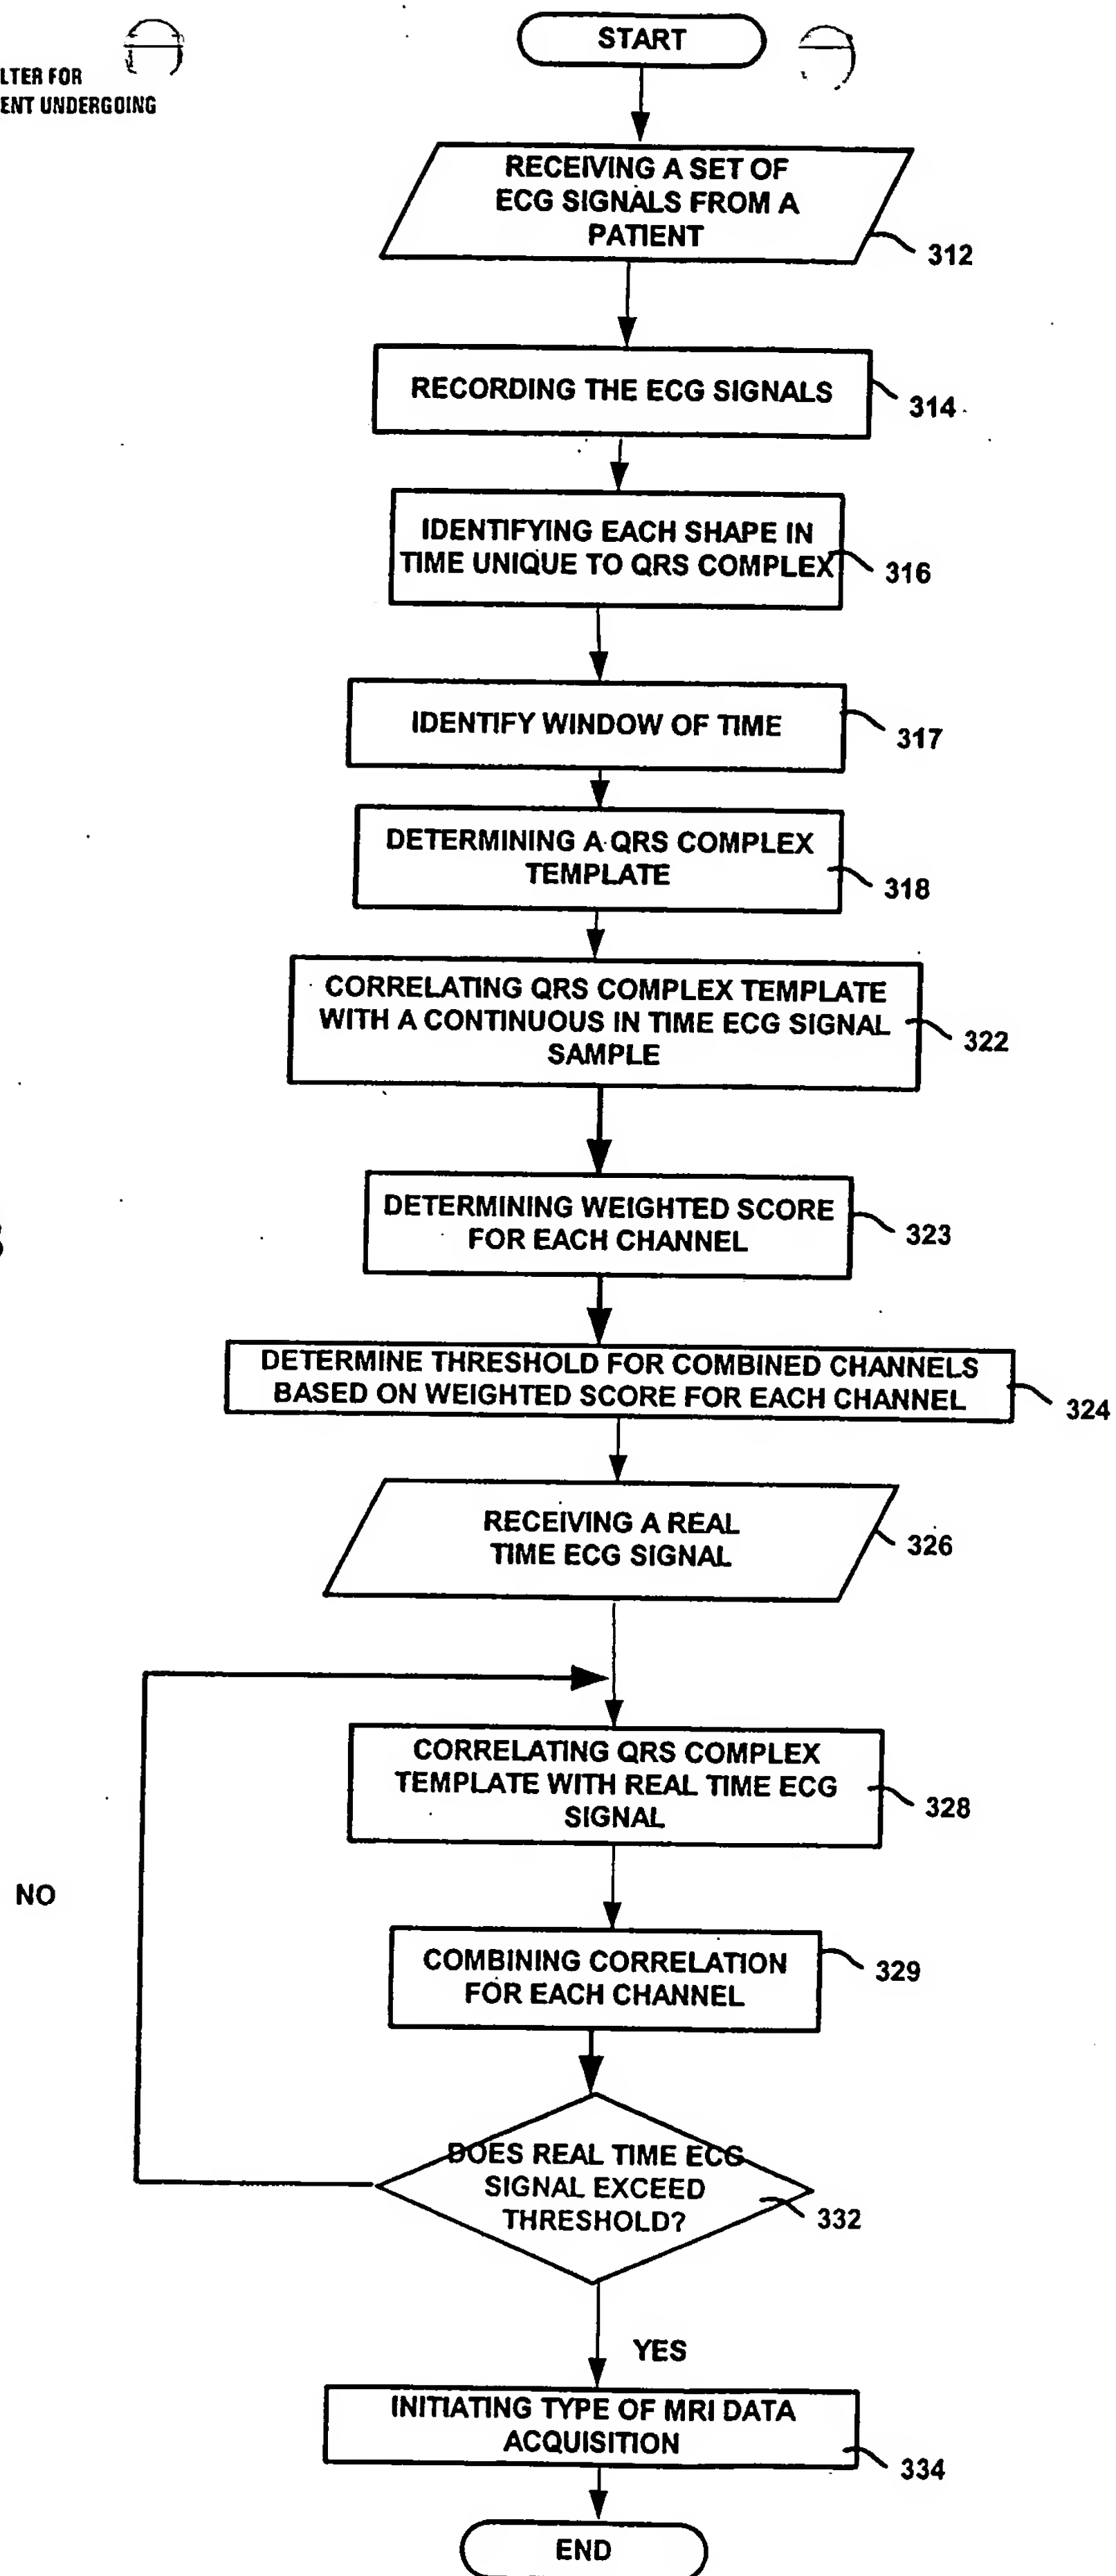 LTER FOR
ENT UNDERGOING
START
RECEIVING A SET OF
ECG SIGNALS FROM A
PATIENT
312
RECORDING THE ECG SIGNALS
314
IDENTIFYING EACH SHAPE IN
TIME UNIQUE TO QRS COMPLEX
316
IDENTIFY WINDOW OF TIME
317
DETERMINING A QRS COMPLEX
TEMPLATE
318
CORRELATING QRS COMPLEX TEMPLATE
WITH A CONTINUOUS IN TIME ECG SIGNAL
SAMPLE
322
DETERMINING WEIGHTED SCORE
FOR EACH CHANNEL
323
DETERMINE THRESHOLD FOR COMBINED CHANNELS
BASED ON WEIGHTED SCORE FOR EACH CHANNEL
324
RECEIVING A REAL
TIME ECG SIGNAL
326
CORRELATING QRS COMPLEX
TEMPLATE WITH REAL TIME ECG
SIGNAL
328
NO
COMBINING CORRELATION
FOR EACH CHANNEL
329
DOES REAL TIME ECG
SIGNAL EXCEED
THRESHOLD?
332
YES
INITIATING TYPE OF MRI DATA
ACQUISITION
334
END